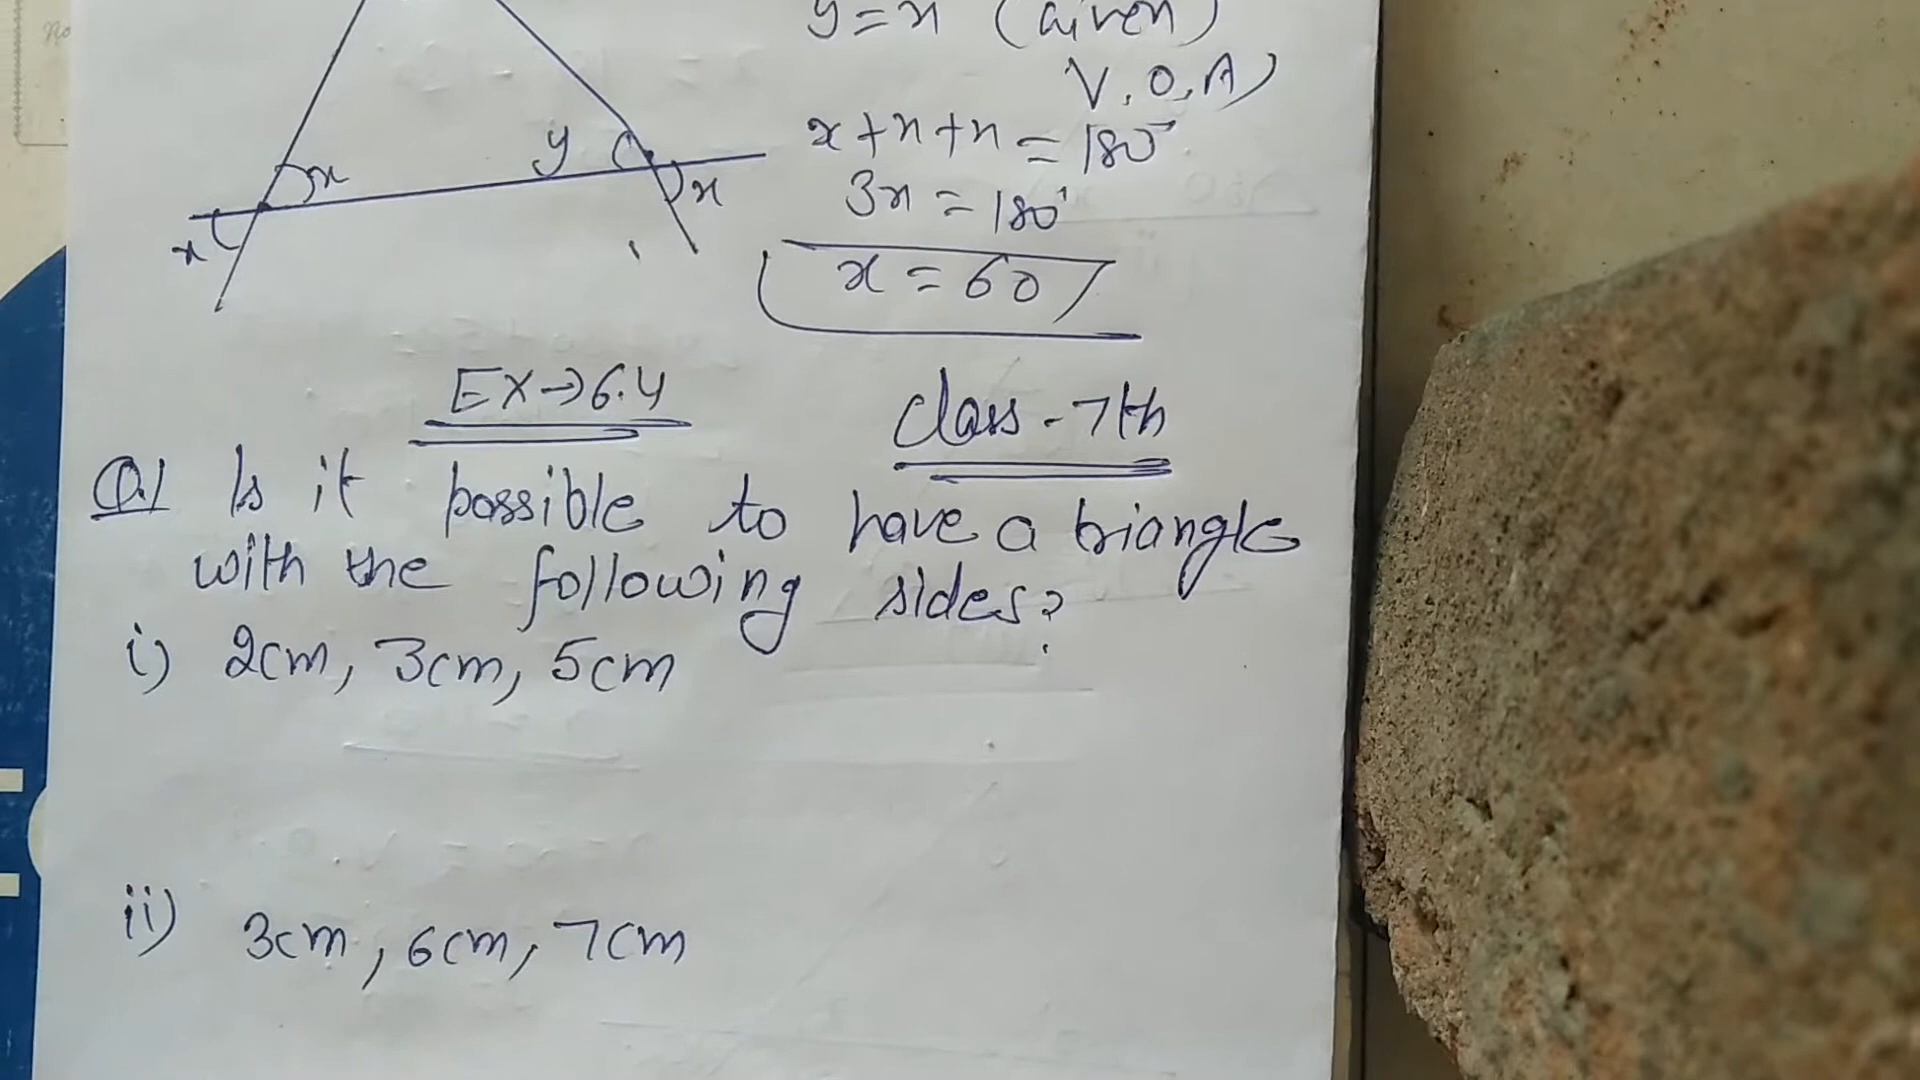 y = x (Given)
V.O.A)
x + x + x = 180°
3x = 180°
x = 60
y
x
x
x
Ex → 6.4
Class - 7th
Q.1 Is it possible to have a triangle
with the following sides?
i) 2cm, 3cm, 5cm
ii) 3cm, 6cm, 7cm